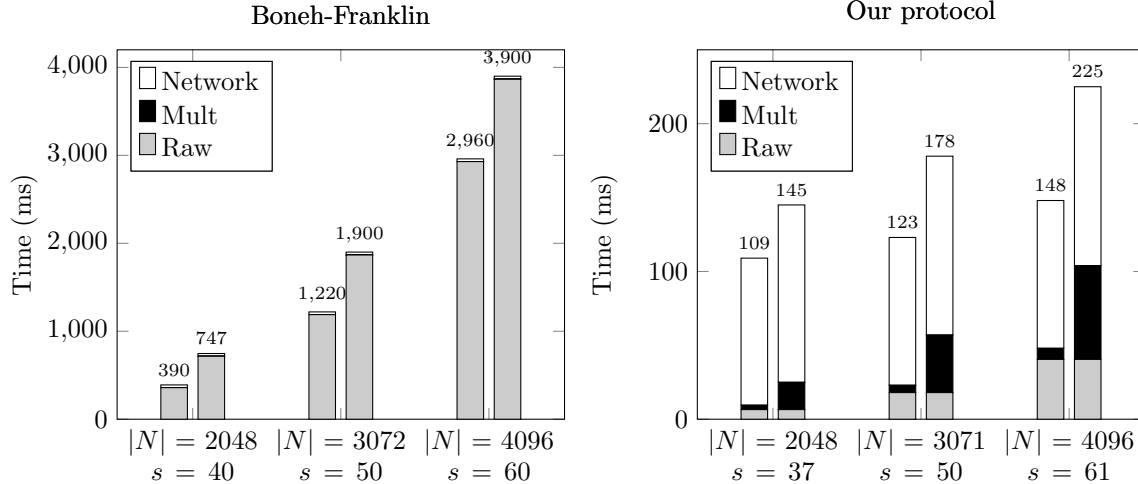 Boneh-Franklin
4,000
3,000
2,000
1,000
0
Time (ms)
Network
Mult
Raw
390
747
1,220
1,900
2,960
3,900
|N| = 2048
s = 40
|N| = 3072
s = 50
|N| = 4096
s = 60
Our protocol
200
100
0
Time (ms)
Network
Mult
Raw
109
145
123
178
148
225
|N| = 2048
s = 37
|N| = 3071
s = 50
|N| = 4096
s = 61